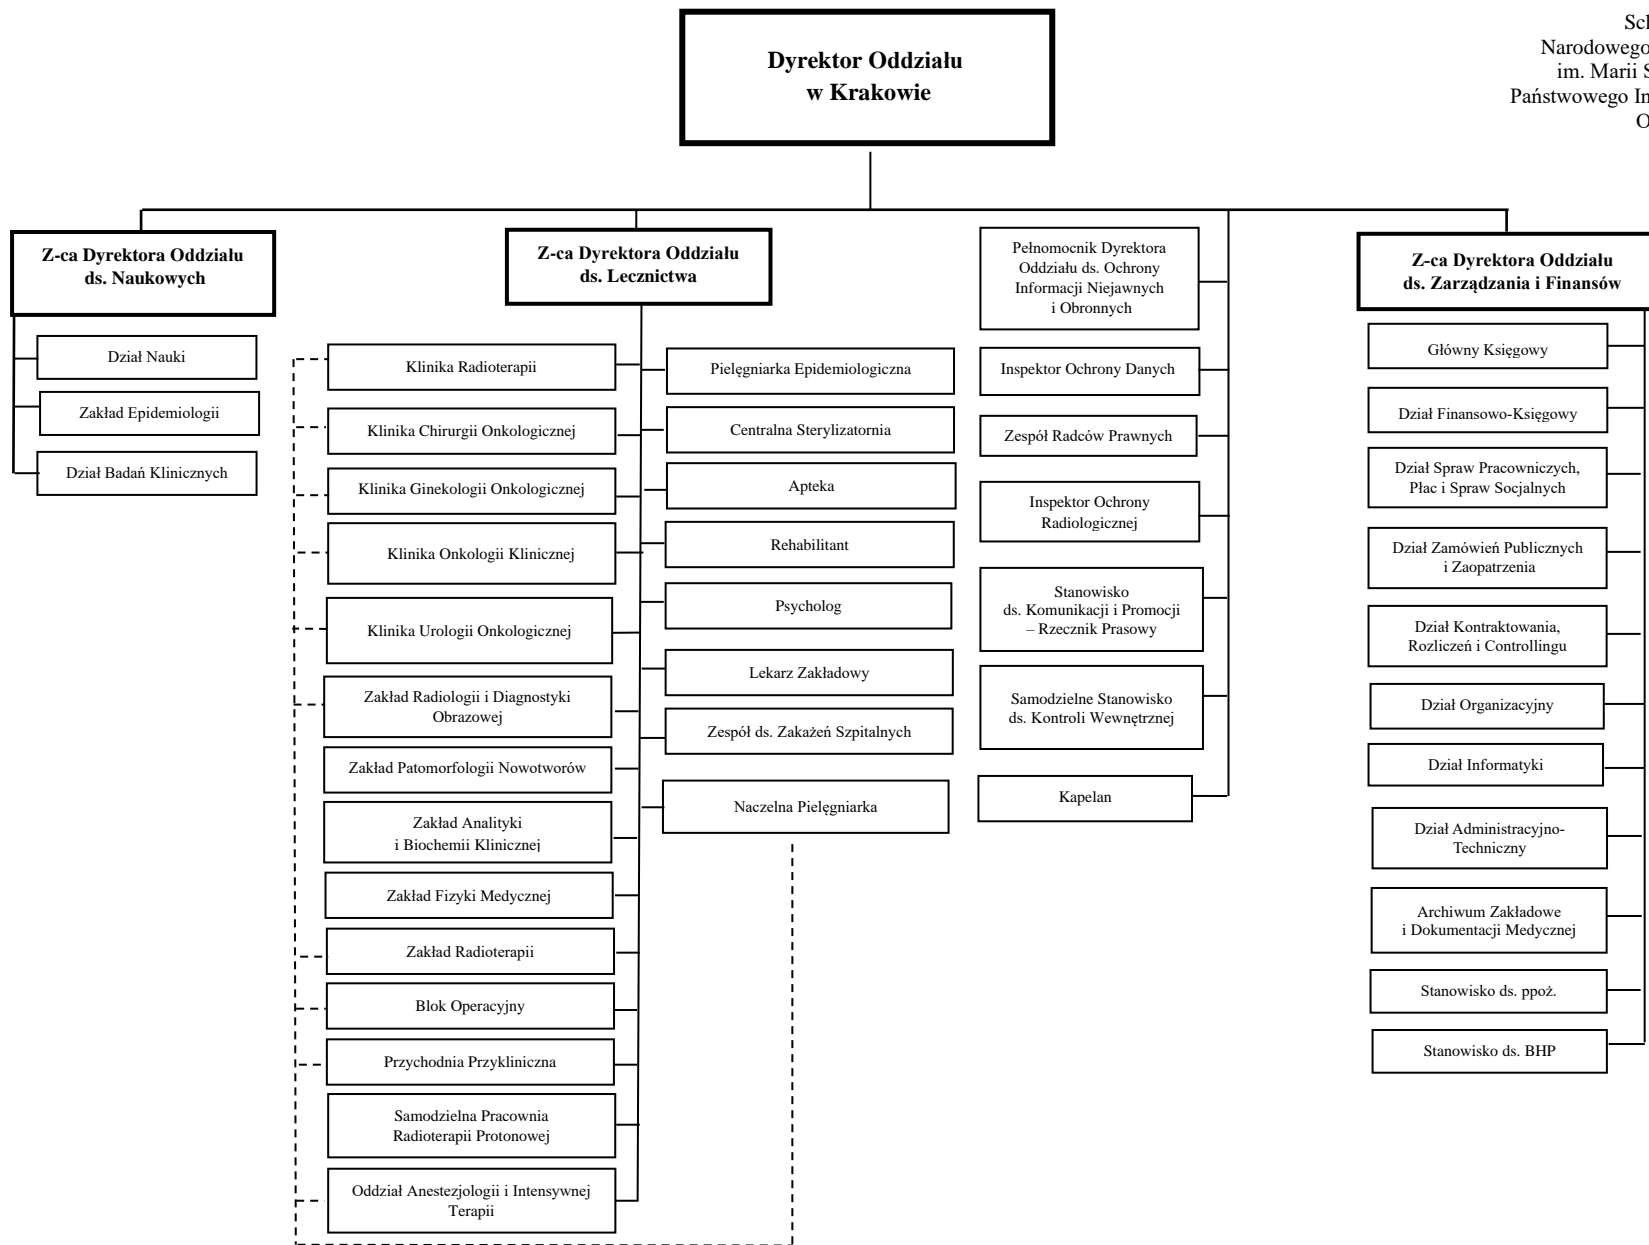 Dyrektor Oddziału
w Krakowie
Narodowego
im. Marii
Państwowego
Z-ca Dyrektora Oddziału
ds. Naukowych
Dział Nauki
Zakład Epidemiologii
Dział Badań Klinicznych
Z-ca Dyrektora Oddziału
ds. Lecznictwa
Klinika Radioterapii
Klinika Chirurgii Onkologicznej
Klinika Ginekologii Onkologicznej
Klinika Onkologii Klinicznej
Klinika Urologii Onkologicznej
Zakład Radiologii i Diagnostyki
Obrazowej
Zakład Patomorfologii Nowotworów
Zakład Analityki
i Biochemii Klinicznej
Zakład Fizyki Medycznej
Zakład Radioterapii
Blok Operacyjny
Przychodnia Przykliniczna
Samodzielna Pracownia
Radioterapii Protonowej
Oddział Anestezjologii i Intensywnej
Terapii
Pielęgniarka Epidemiologiczna
Centralna Sterylizatornia
Apteka
Rehabilitant
Psycholog
Lekarz Zakładowy
Zespół ds. Zakażeń Szpitalnych
Naczelna Pielęgniarka
Pełnomocnik Dyrektora
Oddziału ds. Ochrony
Informacji Niejawnych
i Obronnych
Inspektor Ochrony Danych
Zespół Radców Prawnych
Inspektor Ochrony
Radiologicznej
Stanowisko
ds. Komunikacji i Promocji
– Rzecznik Prasowy
Samodzielne Stanowisko
ds. Kontroli Wewnętrznej
Kapelan
Z-ca Dyrektora Oddziału
ds. Zarządzania i Finansów
Główny Księgowy
Dział Finansowo-Księgowy
Dział Spraw Pracowniczych,
Płac i Spraw Socjalnych
Dział Zamówień Publicznych
i Zaopatrzenia
Dział Kontraktowania,
Rozliczeń i Controllingu
Dział Organizacyjny
Dział Informatyki
Dział Administracyjno-
Techniczny
Archiwum Zakładowe
i Dokumentacji Medycznej
Stanowisko ds. ppoż.
Stanowisko ds. BHP